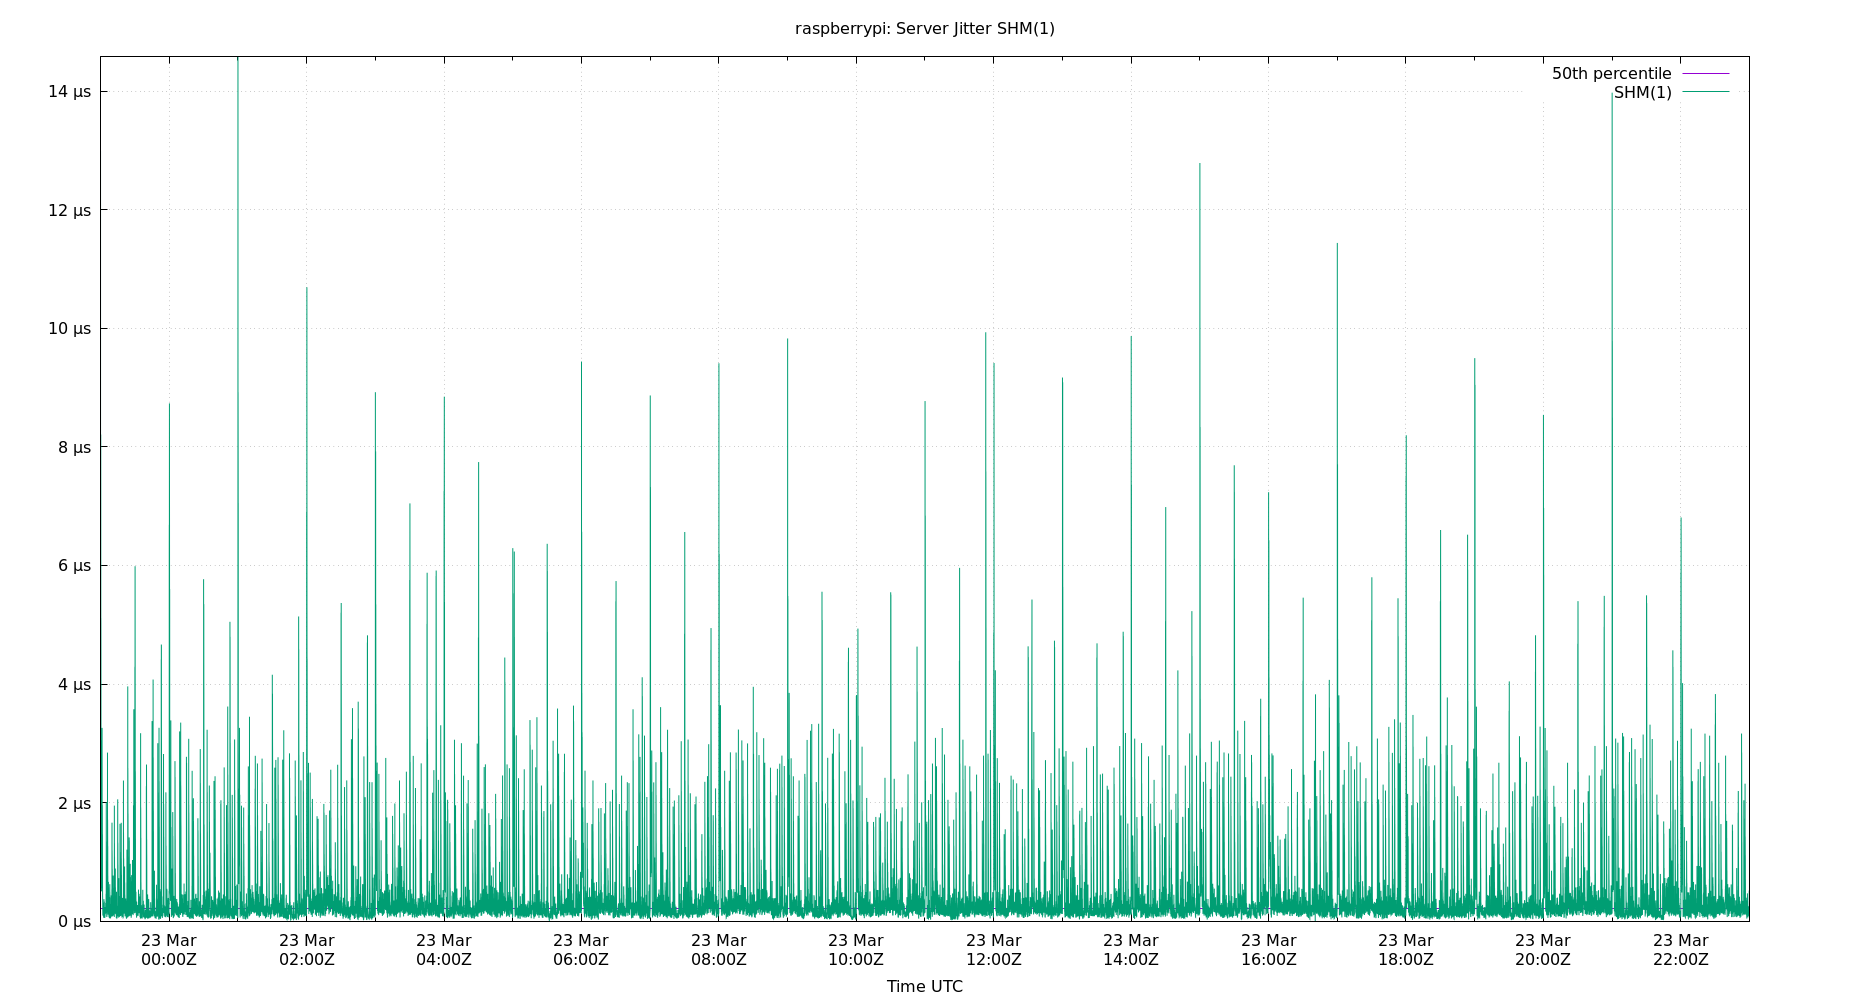 raspberrypi: Server Jitter SHM(1)
50th percentile
SHM(1)
14 µs
12 µs
10 µs
8 µs
6 µs
4 µs
2 µs
0 µs
23 Mar 23 Mar 23 Mar 23 Mar 23 Mar 23 Mar 23 Mar 23 Mar 23 Mar 23 Mar 23 Mar 23 Mar
00:00Z 02:00Z 04:00Z 06:00Z 08:00Z 10:00Z 12:00Z 14:00Z 16:00Z 18:00Z 20:00Z 22:00Z
Time UTC